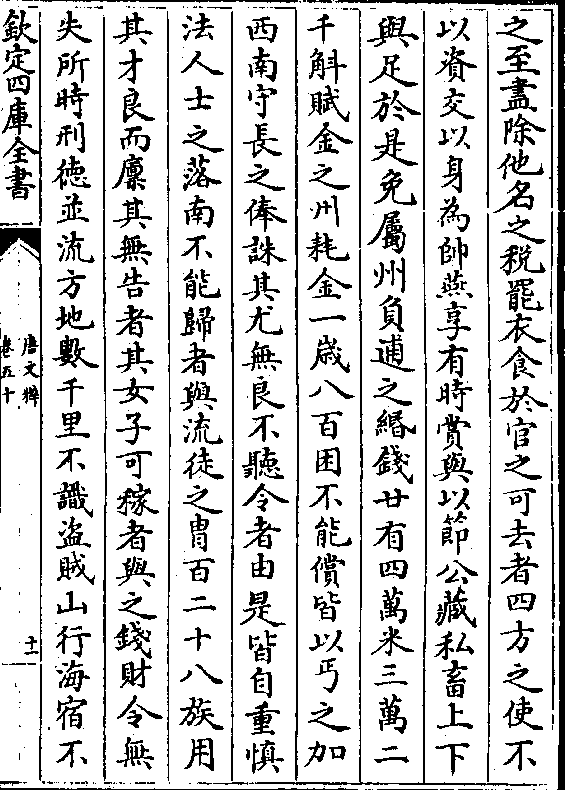 之至盡除他名之税罷衣食於官之可去者四方之使不
以資交以身為帥燕享有時賞與以節公藏私畜上下
與足於是免屬州負逋之緡錢廿有四萬米三萬二
千斛賦金之州耗金一歳八百困不能償皆以丐之加
西南守長之俸誅其尤無良不聽令者由是皆自重慎
法人士之落南不能歸者與流徒之胄百二十八族用
其才良而廩其無告者其女子可稼者與之錢財令無
失所時刑徳並流方地數千里不識盗賊山行海宿不
欽定四庫全書
唐文粹
卷五十
十一